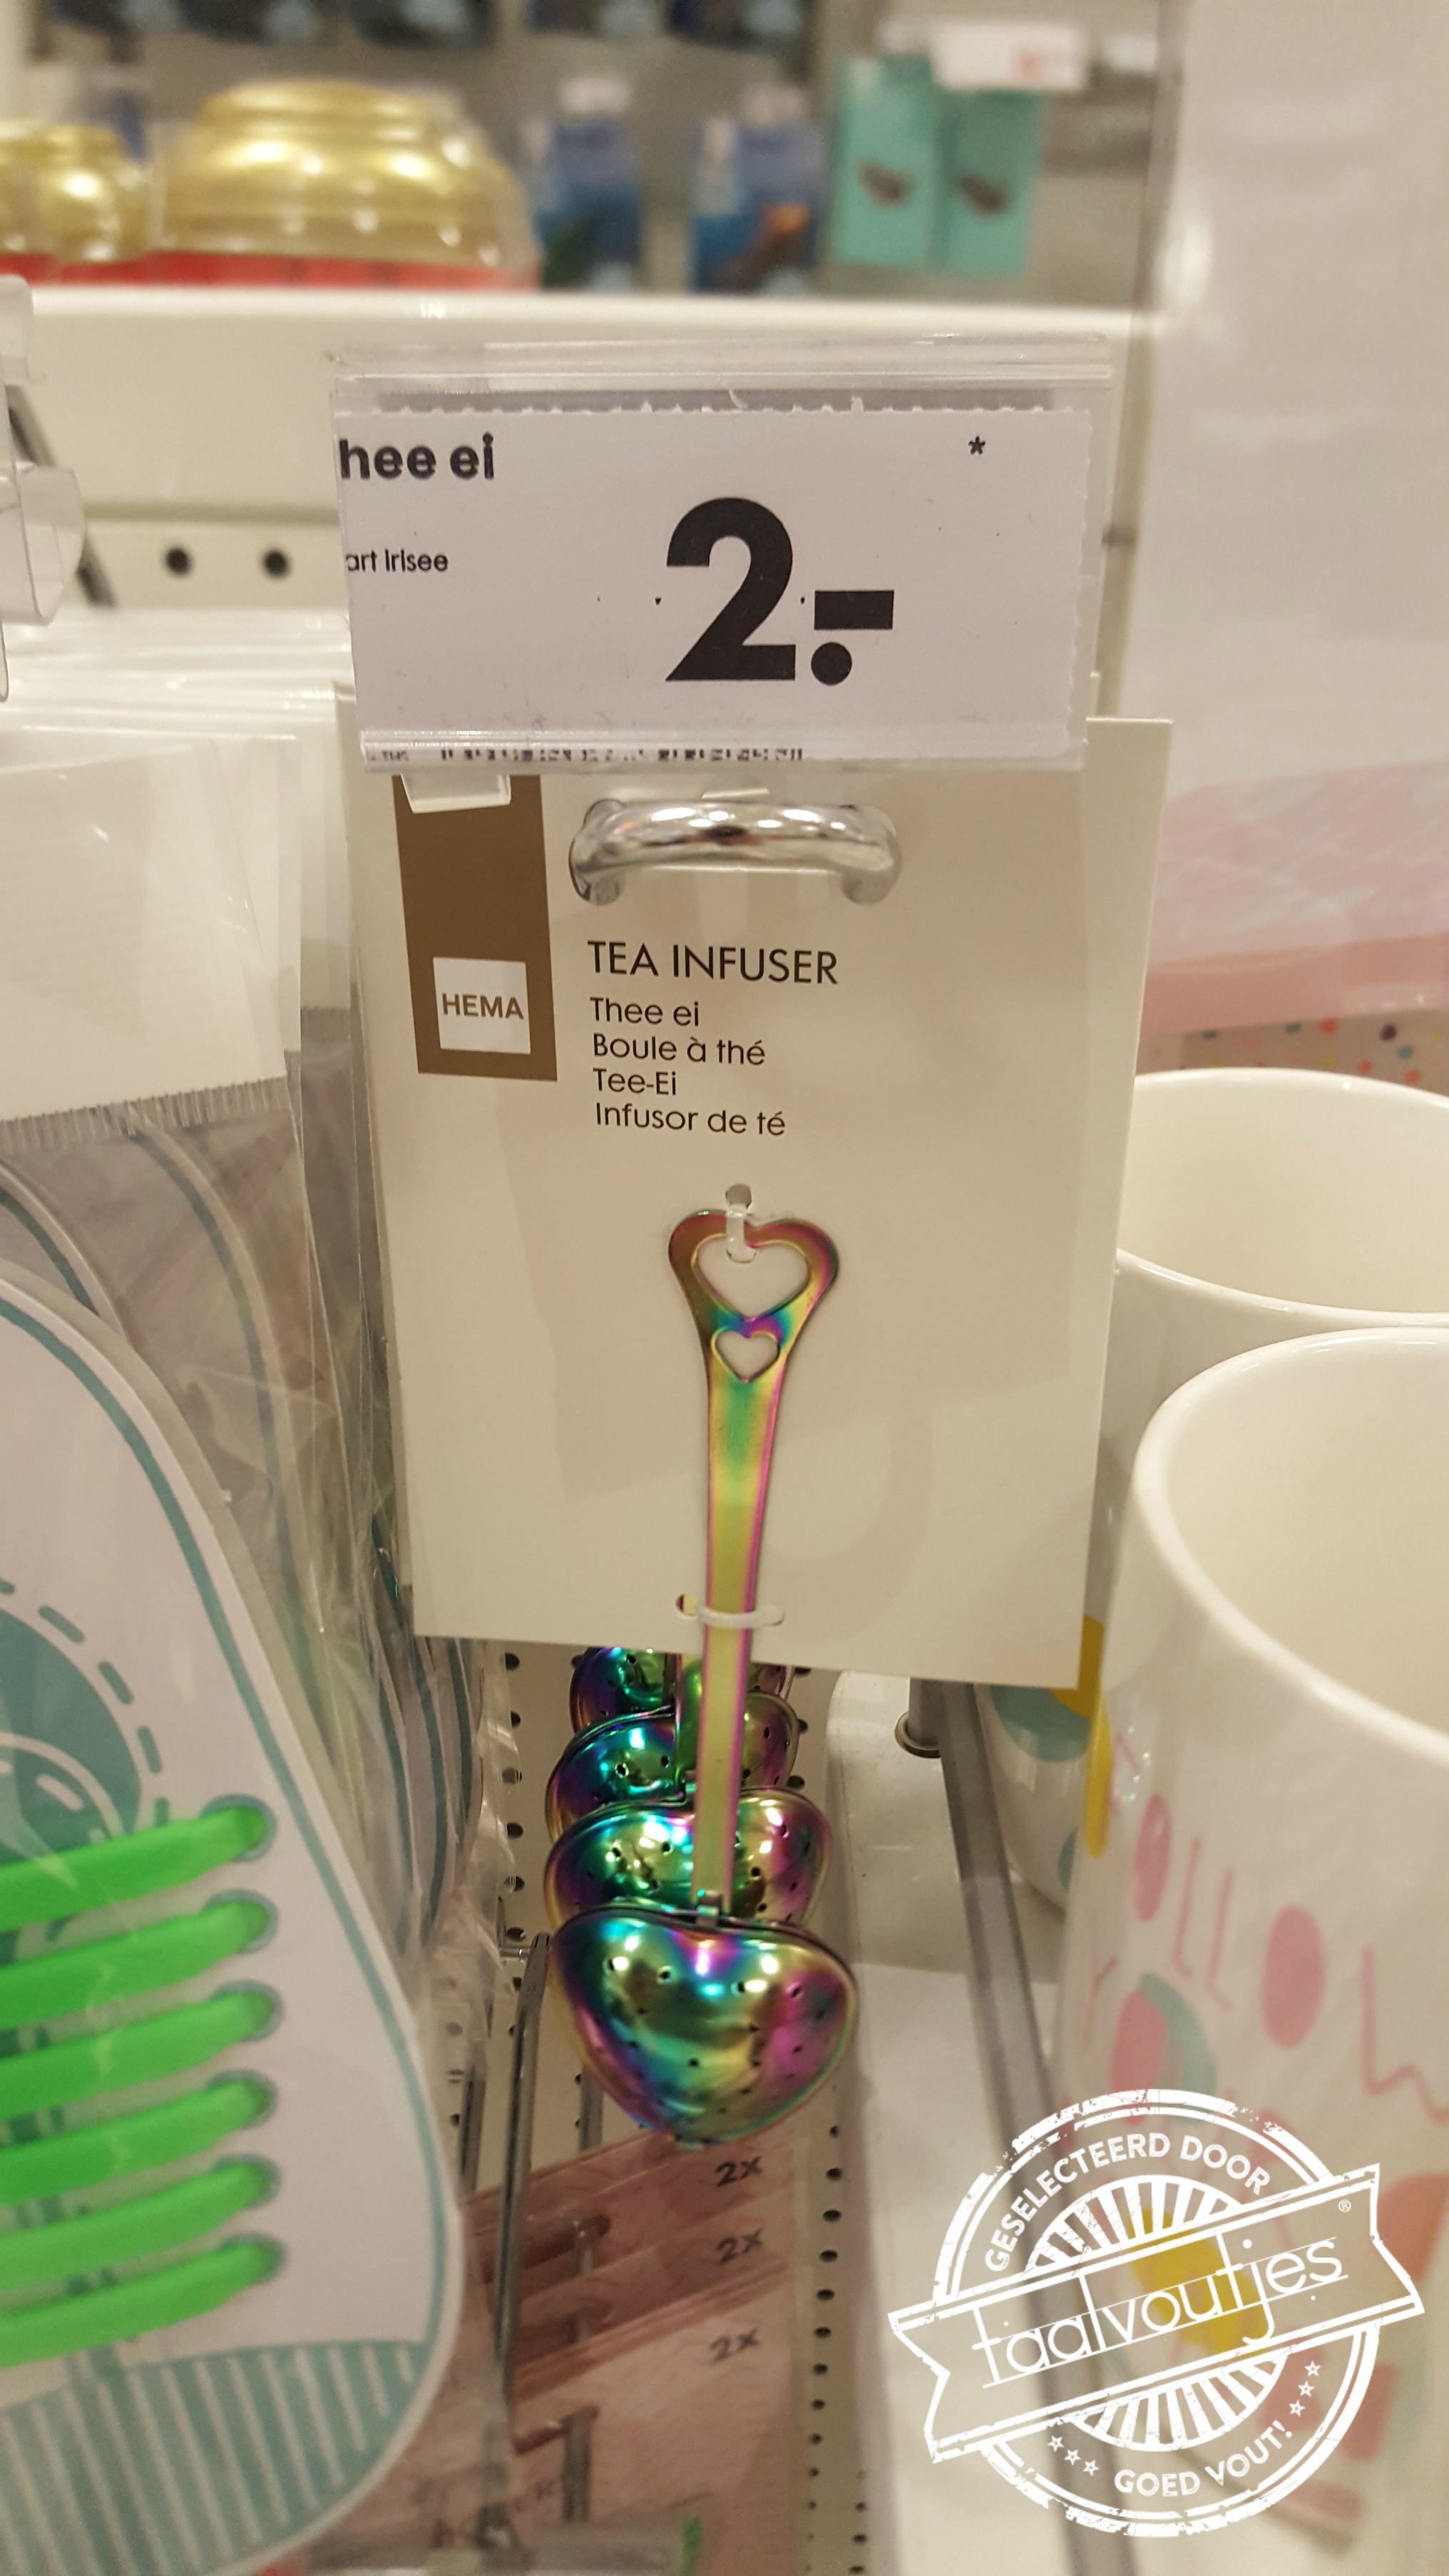 hee ei
*
art irisee
2.-
HEMA
TEA INFUSER
Thee ei
Boule à thé
Tee-Ei
Infusor de té
2x
2x
2x
GESELECTEERD DOOR
taalvoutjes®
GOED VOUT!